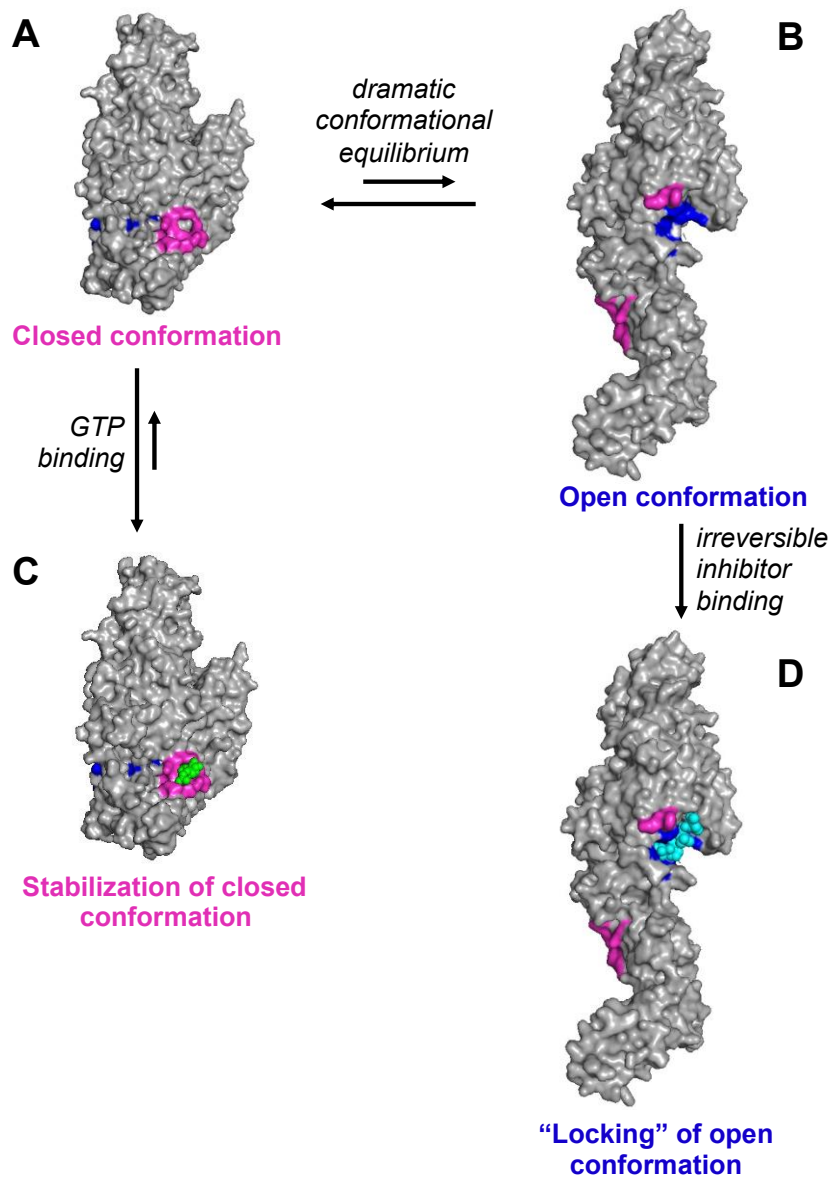 A
B
dramatic
conformational
equilibrium
Closed conformation
GTP
binding
Open conformation
irreversible
inhibitor
binding
C
D
Stabilization of closed
conformation
“Locking” of open
conformation